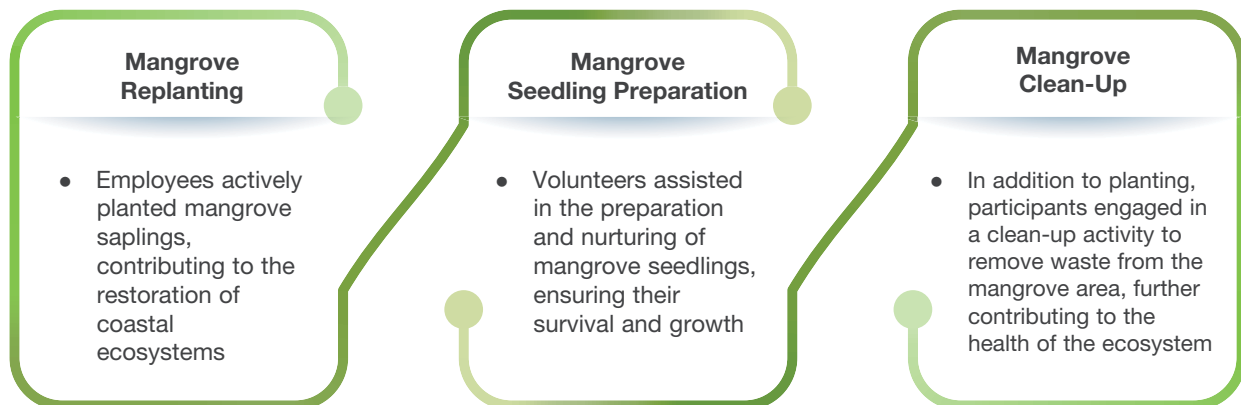 Mangrove
Replanting
● Employees actively
planted mangrove
saplings,
contributing to the
restoration of
coastal
ecosystems
Mangrove
Seedling Preparation
● Volunteers assisted
in the preparation
and nurturing of
mangrove seedlings,
ensuring their
survival and growth
Mangrove
Clean-Up
● In addition to planting,
participants engaged in
a clean-up activity to
remove waste from the
mangrove area, further
contributing to the
health of the ecosystem